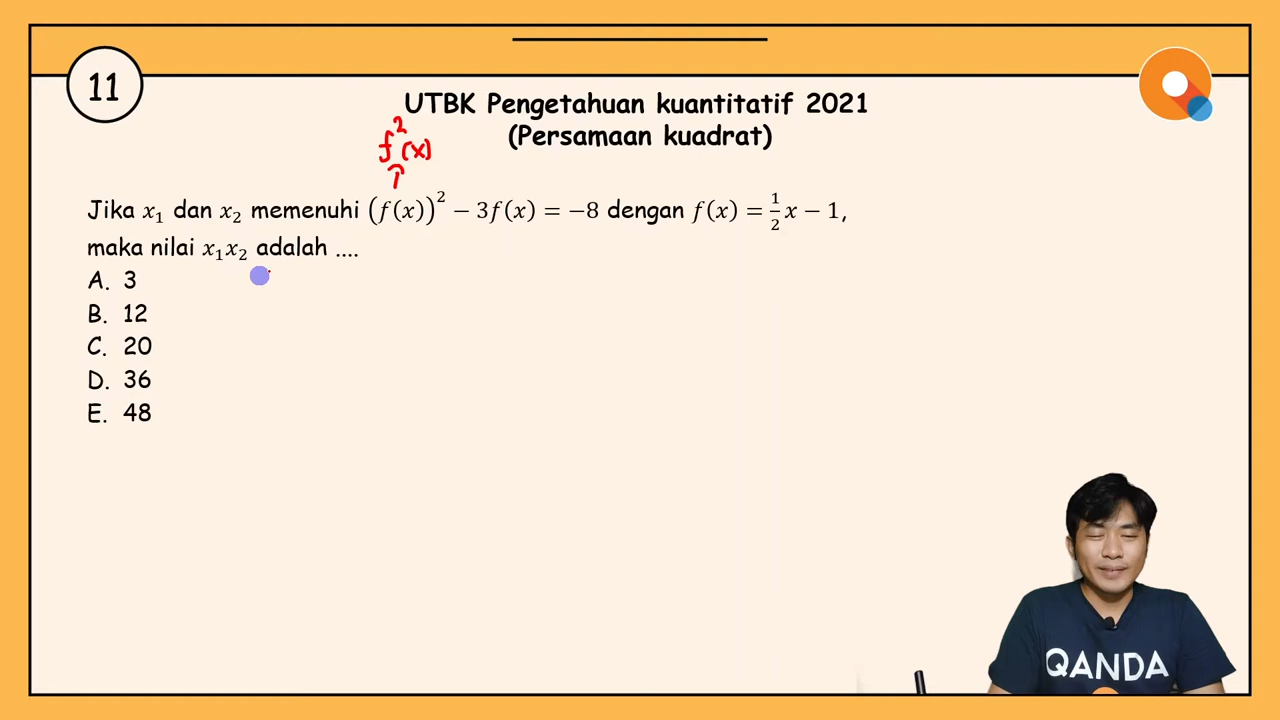 11
UTBK Pengetahuan kuantitatif 2021
(Persamaan kuadrat)
f²(x)
Jika x₁ dan x₂ memenuhi (f(x))² − 3f(x) = −8 dengan f(x) = ½x − 1,
maka nilai x₁x₂ adalah ....
A. 3
B. 12
C. 20
D. 36
E. 48
QANDA